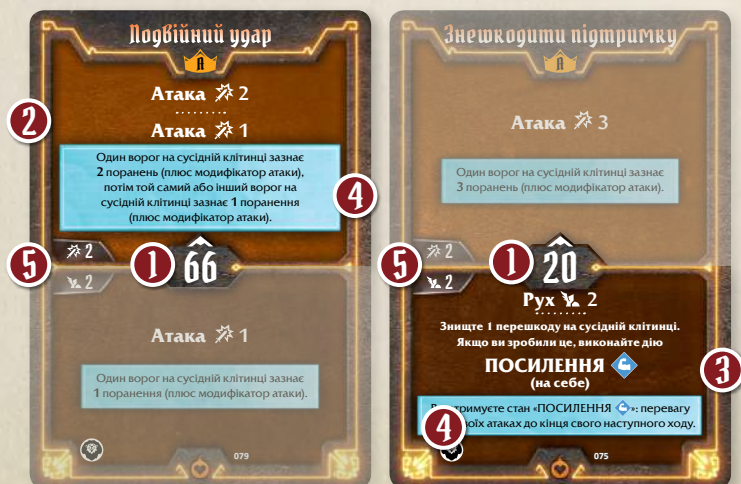 Подвійний удар
А
Атака 2
Атака 1
Один ворог на сусідній клітинці зазнає
2 поранень (плюс модифікатор атаки),
потім той самий або інший ворог на
сусідній клітинці зазнає 1 поранення
(плюс модифікатор атаки).
2
4
5
2
1
66
2
Атака 1
Один ворог на сусідній клітинці зазнає
1 поранення (плюс модифікатор атаки).
079
Знешкодити підтримку
А
Атака 3
Один ворог на сусідній клітинці зазнає
3 поранень (плюс модифікатор атаки).
5
2
1
20
2
Рух 2
Знищте 1 перешкоду на сусідній клітинці.
Якщо ви зробили це, виконайте дію
ПОСИЛЕННЯ
(на себе)
3
стан «ПОСИЛЕННЯ »: перевагу
4
атаках до кінця свого наступного ходу.
075